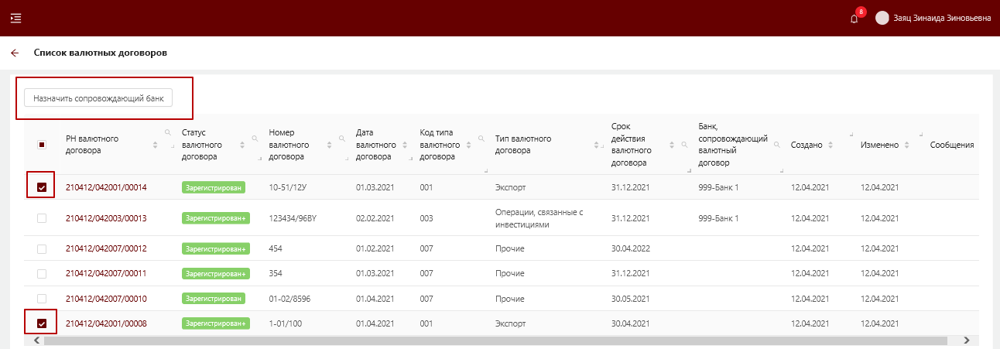 8
Заяц Зинаида Зиновьевна
Список валютных договоров
Назначить сопровождающий банк
РН валютного договора
Статус валютного договора
Номер валютного договора
Дата валютного договора
Код типа валютного договора
Тип валютного договора
Срок действия валютного договора
Банк, сопровождающий валютный договор
Создано
Изменено
Сообщения
210412/042001/00014 Зарегистрирован 10-51/12У 01.03.2021 001 Экспорт 31.12.2021 999-Банк 1 12.04.2021 12.04.2021
210412/042003/00013 Зарегистрирован+ 123434/96BY 02.02.2021 003 Операции, связанные с инвестициями 31.12.2021 999-Банк 1 12.04.2021 12.04.2021
210412/042007/00012 Зарегистрирован+ 454 01.02.2021 007 Прочие 30.04.2022 12.04.2021 12.04.2021
210412/042007/00011 Зарегистрирован+ 354 01.03.2021 007 Прочие 31.12.2021 12.04.2021 12.04.2021
210412/042007/00010 Зарегистрирован 01-02/8596 01.04.2021 007 Прочие 30.05.2021 12.04.2021 12.04.2021
210412/042001/00008 Зарегистрирован+ 1-01/100 01.04.2021 001 Экспорт 30.04.2021 12.04.2021 12.04.2021